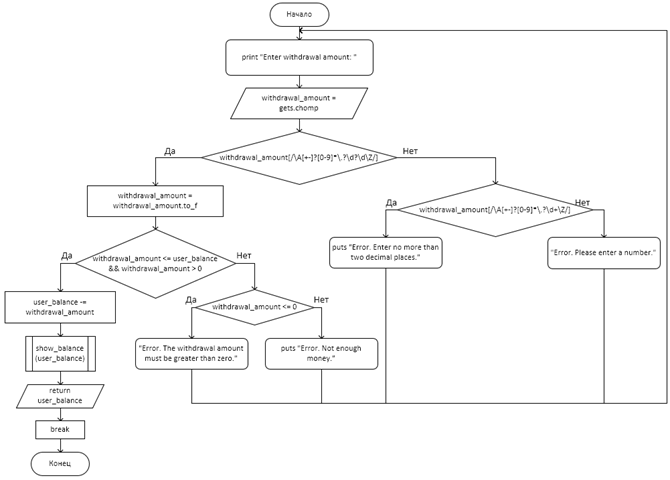 Начало
print "Enter withdrawal amount: "
withdrawal_amount =
gets.chomp
withdrawal_amount[/\A[+-]?[0-9]*\.?\d?\d\Z/]
Да
Нет
withdrawal_amount =
withdrawal_amount.to_f
withdrawal_amount[/\A[+-]?[0-9]*\.?\d+\Z/]
Да
Нет
puts "Error. Enter no more than
two decimal places."
"Error. Please enter a number."
withdrawal_amount <= user_balance
&& withdrawal_amount > 0
Да
Нет
user_balance -=
withdrawal_amount
withdrawal_amount <= 0
Да
Нет
"Error. The withdrawal amount
must be greater than zero."
puts "Error. Not enough
money."
show_balance
(user_balance)
return
user_balance
break
Конец